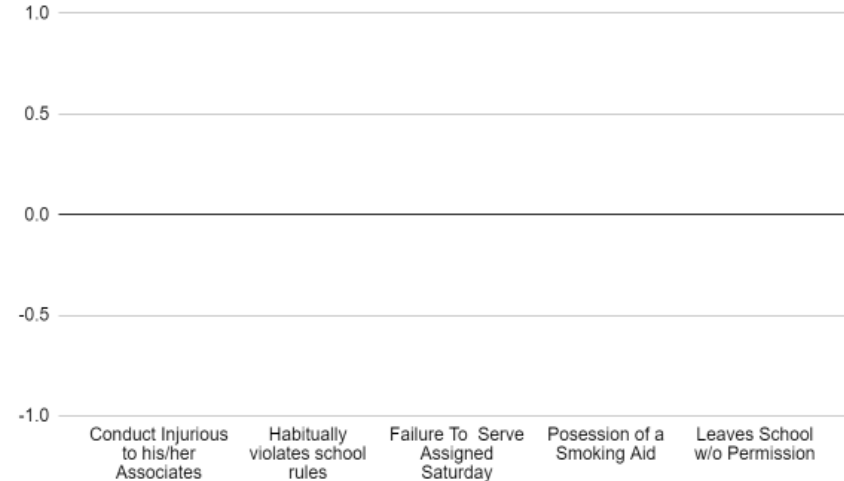 1.0
0.5
0.0
-0.5
-1.0
Conduct Injurious
to his/her
Associates
Habitually
violates school
rules
Failure To  Serve
Assigned
Saturday
Posession of a
Smoking Aid
Leaves School
w/o Permission